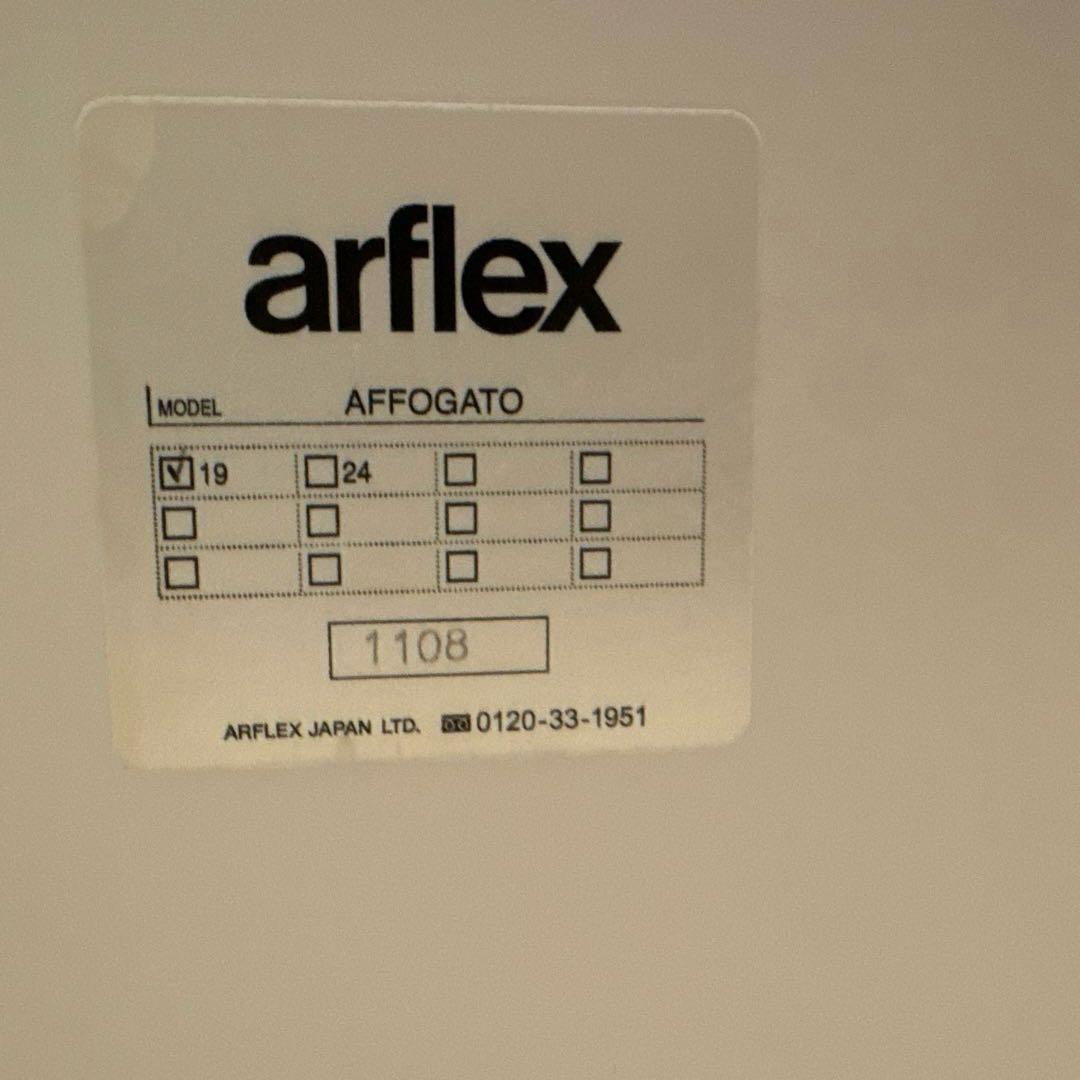 arflex
MODEL AFFOGATO
19 24
1108
ARFLEX JAPAN LTD. 0120-33-1951